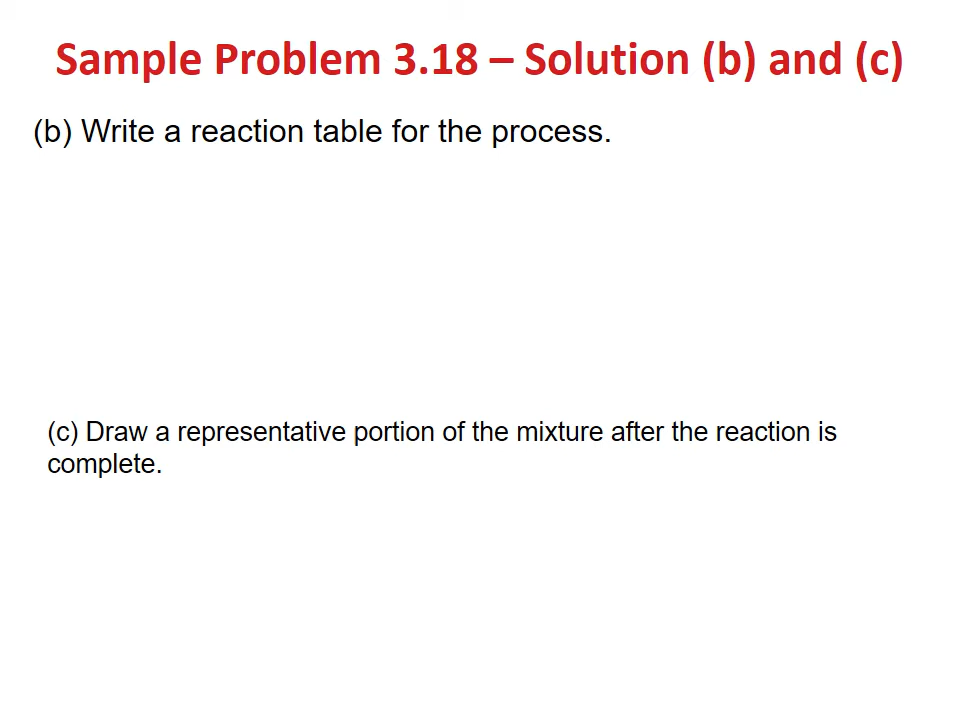 Sample Problem 3.18 – Solution (b) and (c)
(b) Write a reaction table for the process.
(c) Draw a representative portion of the mixture after the reaction is
complete.